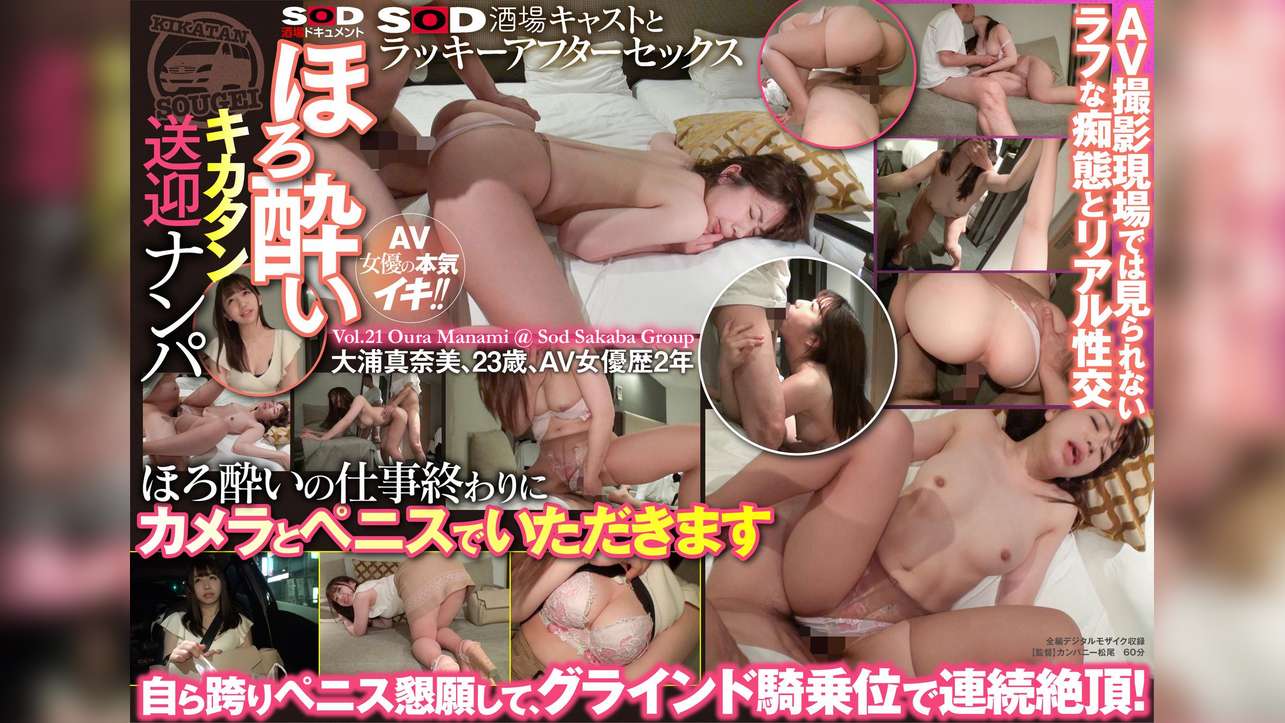 KIKATAN
SOUGEI
SOD
酒場ドキュメント
ほろ酔い
キカタン
送迎
ナンパ
SOD酒場キャストと
ラッキーアフターセックス
AV撮影現場では見られない
ラフな痴態とリアル性交
AV
女優の本気
イキ!!
Vol.21 Oura Manami @ Sod Sakaba Group
大浦真奈美、23歳、AV女優歴2年
ほろ酔いの仕事終わりに
カメラとペニスでいただきます
全編デジタルモザイク収録
[監督]カンパニー松尾 60分
自ら跨りペニス懇願して、グラインド騎乗位で連続絶頂!